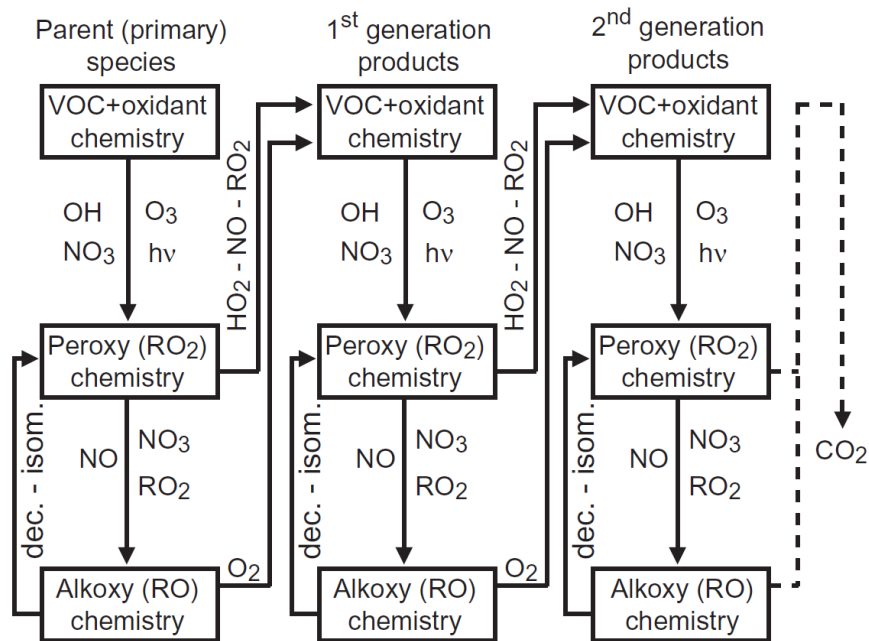 Parent (primary)
species
1st generation
products
2nd generation
products
VOC+oxidant
chemistry
VOC+oxidant
chemistry
VOC+oxidant
chemistry
OH
O3
NO3
hν
HO2 - NO - RO2
OH
O3
NO3
hν
HO2 - NO - RO2
OH
O3
NO3
hν
Peroxy (RO2)
chemistry
Peroxy (RO2)
chemistry
Peroxy (RO2)
chemistry
dec. - isom.
NO
NO3
RO2
dec. - isom.
NO
NO3
RO2
dec. - isom.
NO
NO3
RO2
CO2
Alkoxy (RO)
chemistry
O2
Alkoxy (RO)
chemistry
O2
Alkoxy (RO)
chemistry